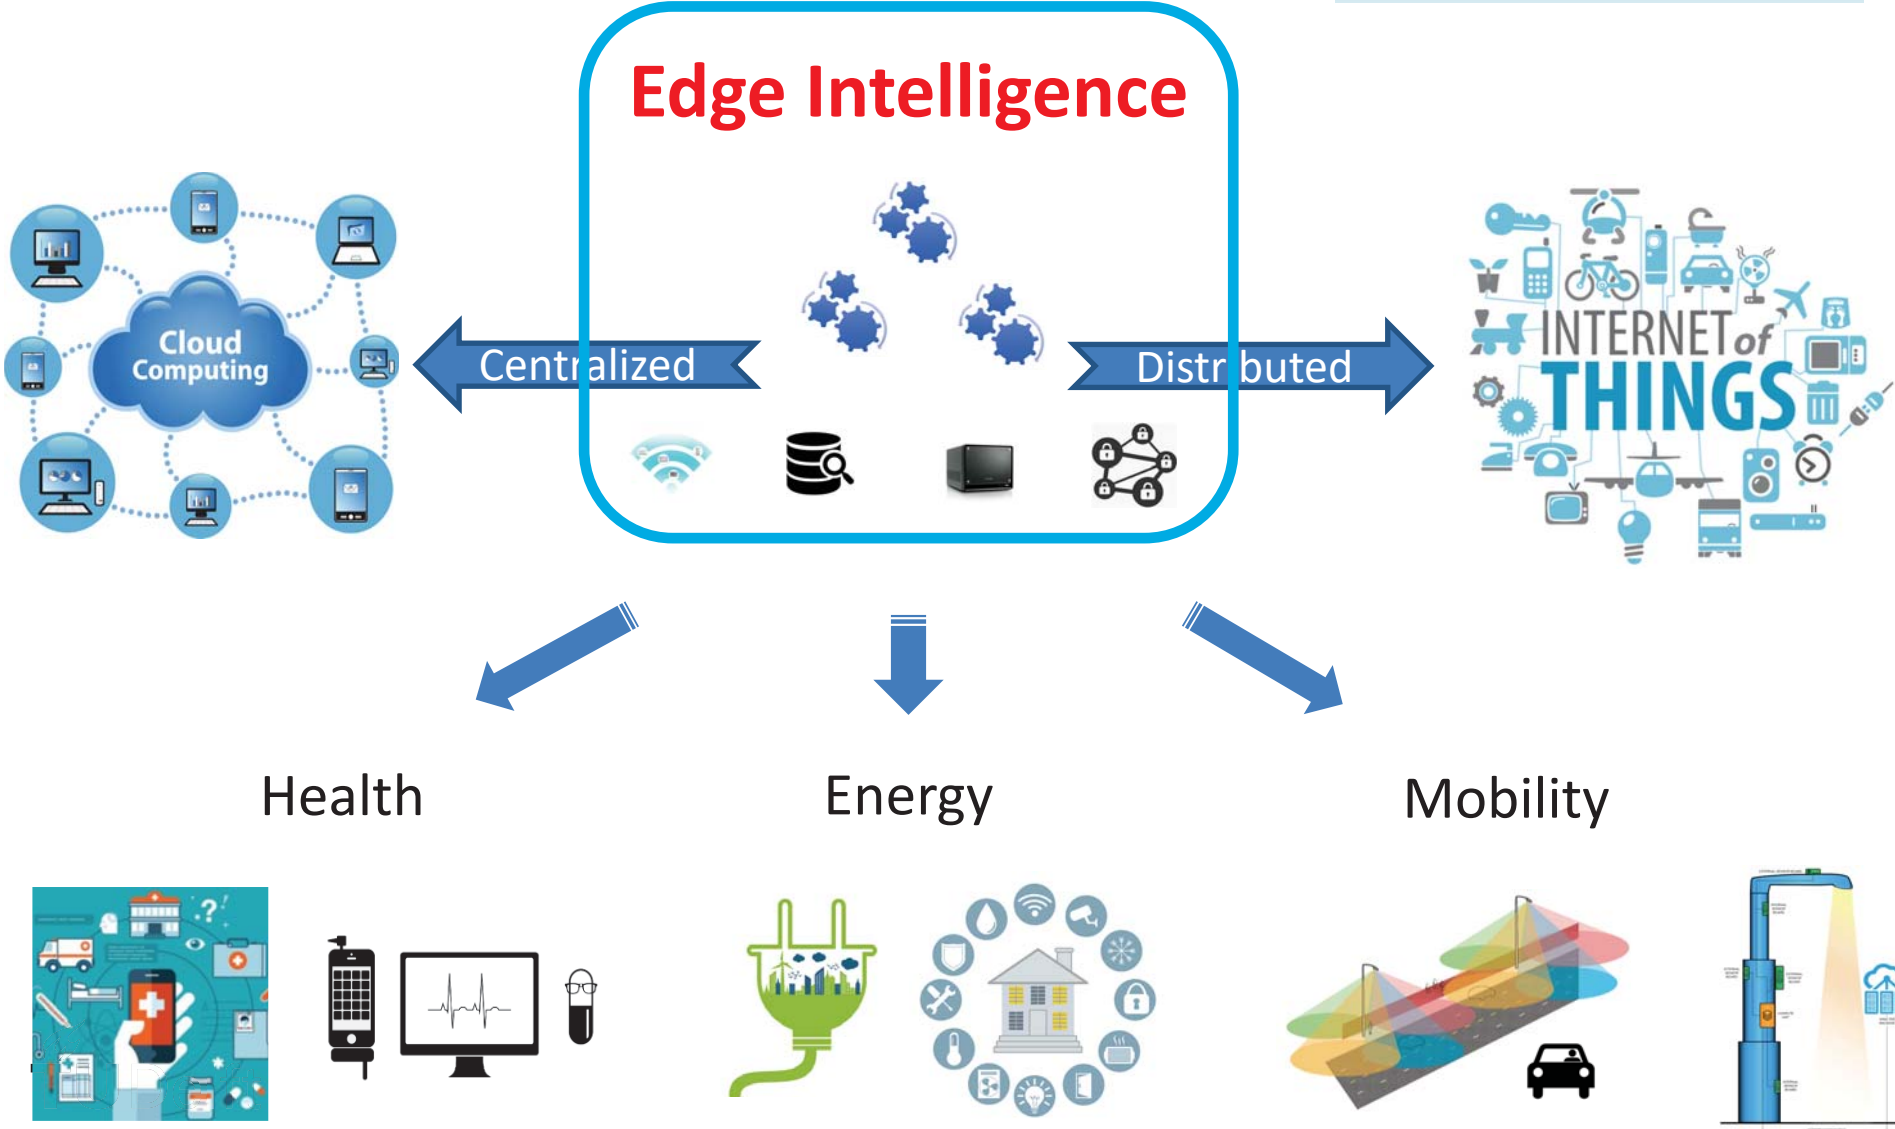 Edge Intelligence
Cloud
Computing
Centralized
Distributed
INTERNET of
THINGS
Health
Energy
Mobility
?!